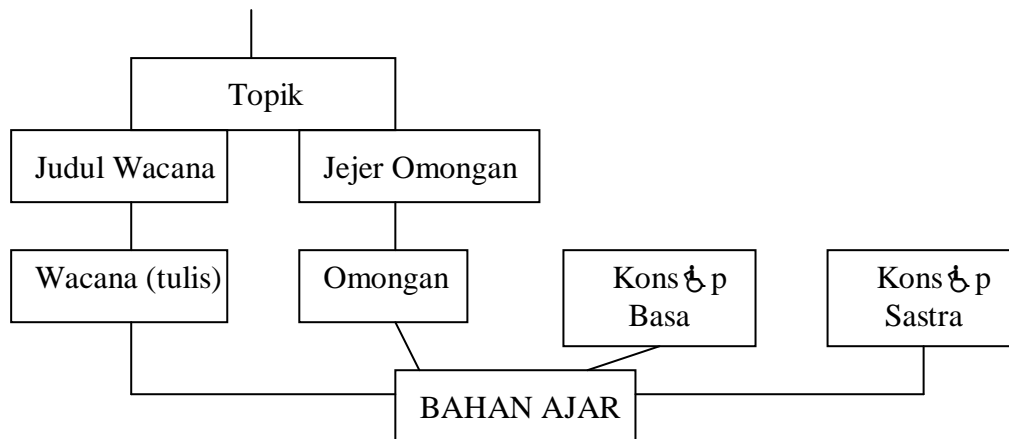 Topik
Judul Wacana
Jejer Omongan
Wacana (tulis)
Omongan
Kons♿p
Basa
Kons♿p
Sastra
BAHAN AJAR